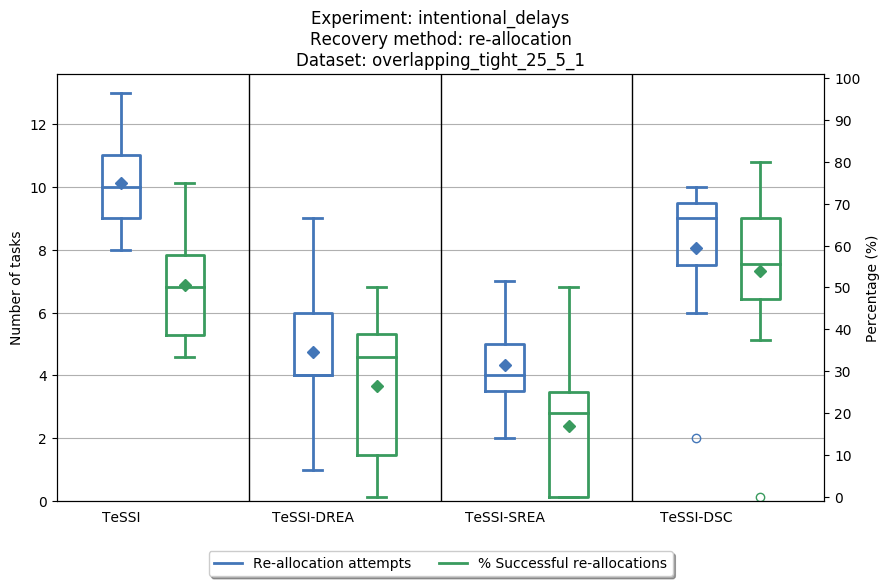 Experiment: intentional_delays
Recovery method: re-allocation
Dataset: overlapping_tight_25_5_1
Number of tasks
12
10
8
6
4
2
0
100
90
80
70
60
50
40
30
20
10
0
Percentage (%)
TeSSI
TeSSI-DREA
TeSSI-SREA
TeSSI-DSC
Re-allocation attempts
% Successful re-allocations